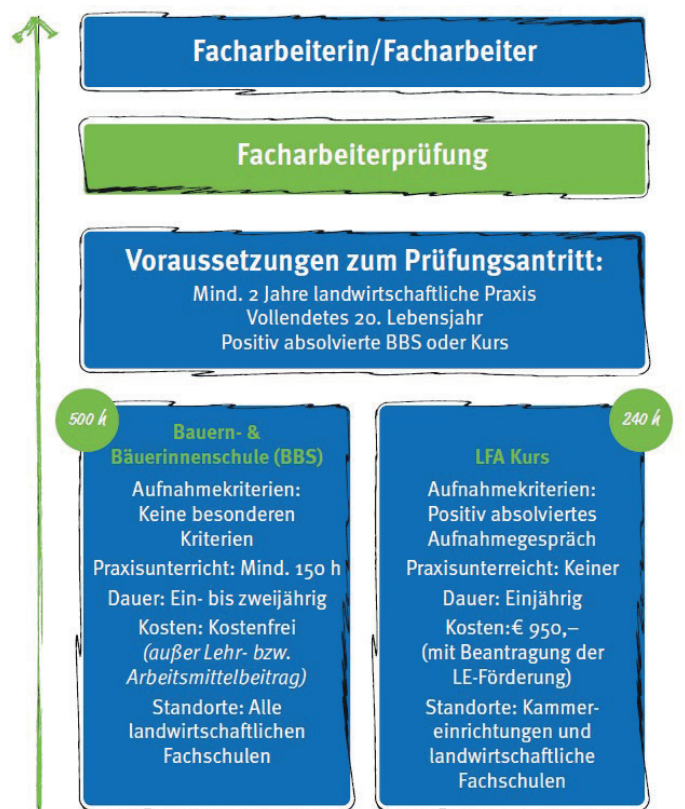 Facharbeiterin/Facharbeiter
Facharbeiterprüfung
Voraussetzungen zum Prüfungsantritt:
Mind. 2 Jahre landwirtschaftliche Praxis
Vollendetes 20. Lebensjahr
Positiv absolvierte BBS oder Kurs
500 h
Bauern- &
Bäuerinnenschule (BBS)
Aufnahmekriterien:
Keine besonderen
Kriterien
Praxisunterricht: Mind. 150 h
Dauer: Ein- bis zweijährig
Kosten: Kostenfrei
(außer Lehr- bzw.
Arbeitsmittelbeitrag)
Standorte: Alle
landwirtschaftlichen
Fachschulen
240 h
LFA Kurs
Aufnahmekriterien:
Positiv absolviertes
Aufnahmegespräch
Praxisunterreicht: Keiner
Dauer: Einjährig
Kosten:€ 950,–
(mit Beantragung der
LE-Förderung)
Standorte: Kammer-
einrichtungen und
landwirtschaftliche
Fachschulen